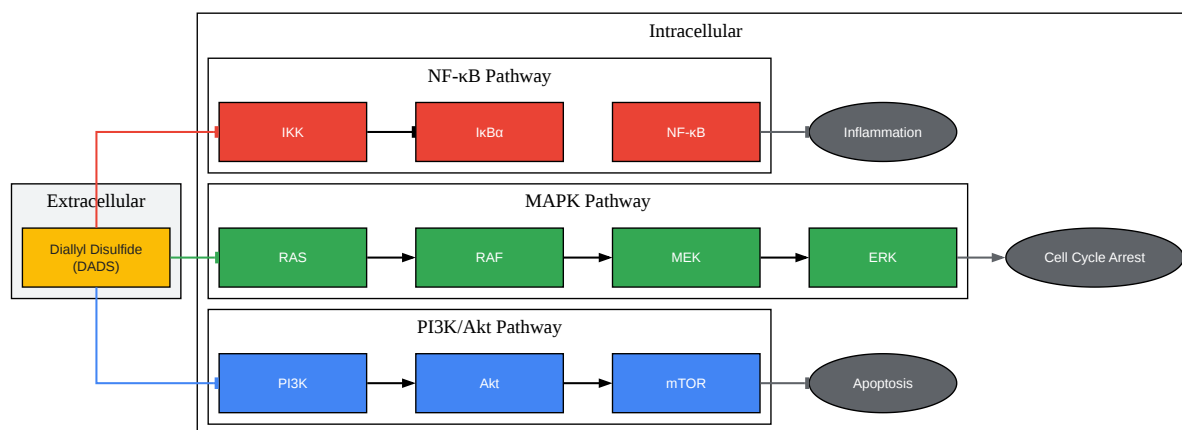 Intracellular
NF-κB Pathway
IKK
IκBα
NF-κB
Inflammation
Extracellular
Diallyl Disulfide
(DADS)
MAPK Pathway
RAS
RAF
MEK
ERK
Cell Cycle Arrest
PI3K/Akt Pathway
PI3K
Akt
mTOR
Apoptosis